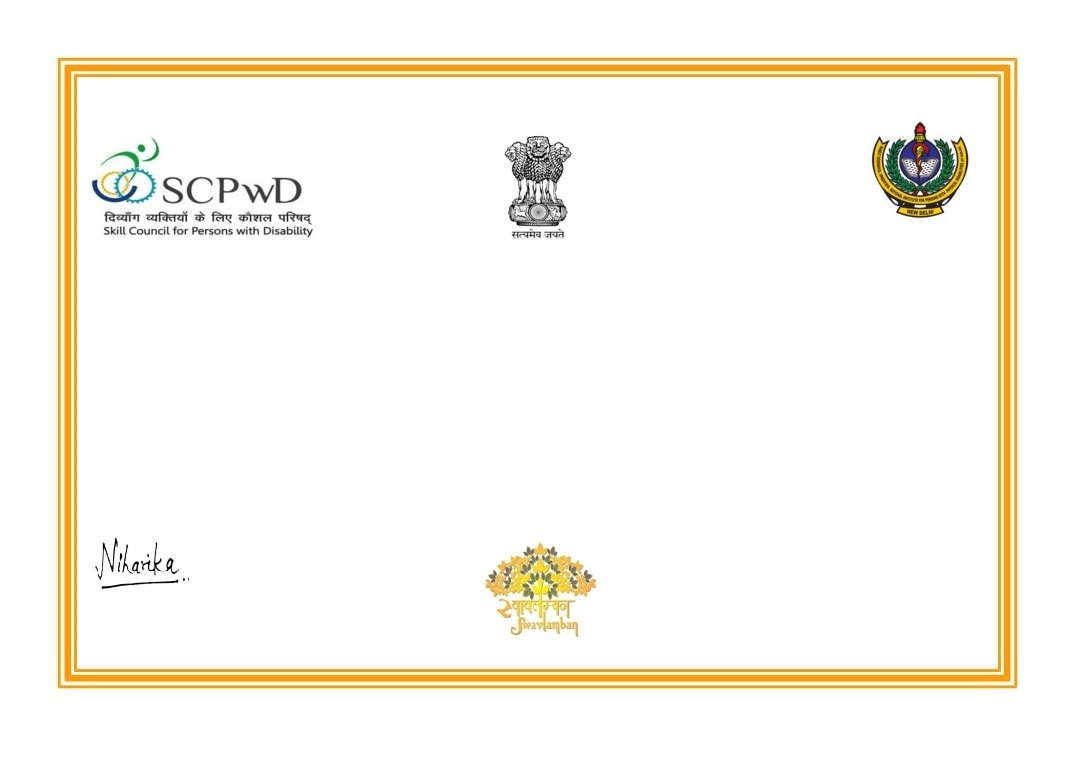 SCPwD
दिव्याँग व्यक्तियों के लिए कौशल परिषद्
Skill Council for Persons with Disability
सत्यमेव जयते
NEW DELHI
Niharika
स्वावलम्बन
Swavlamban